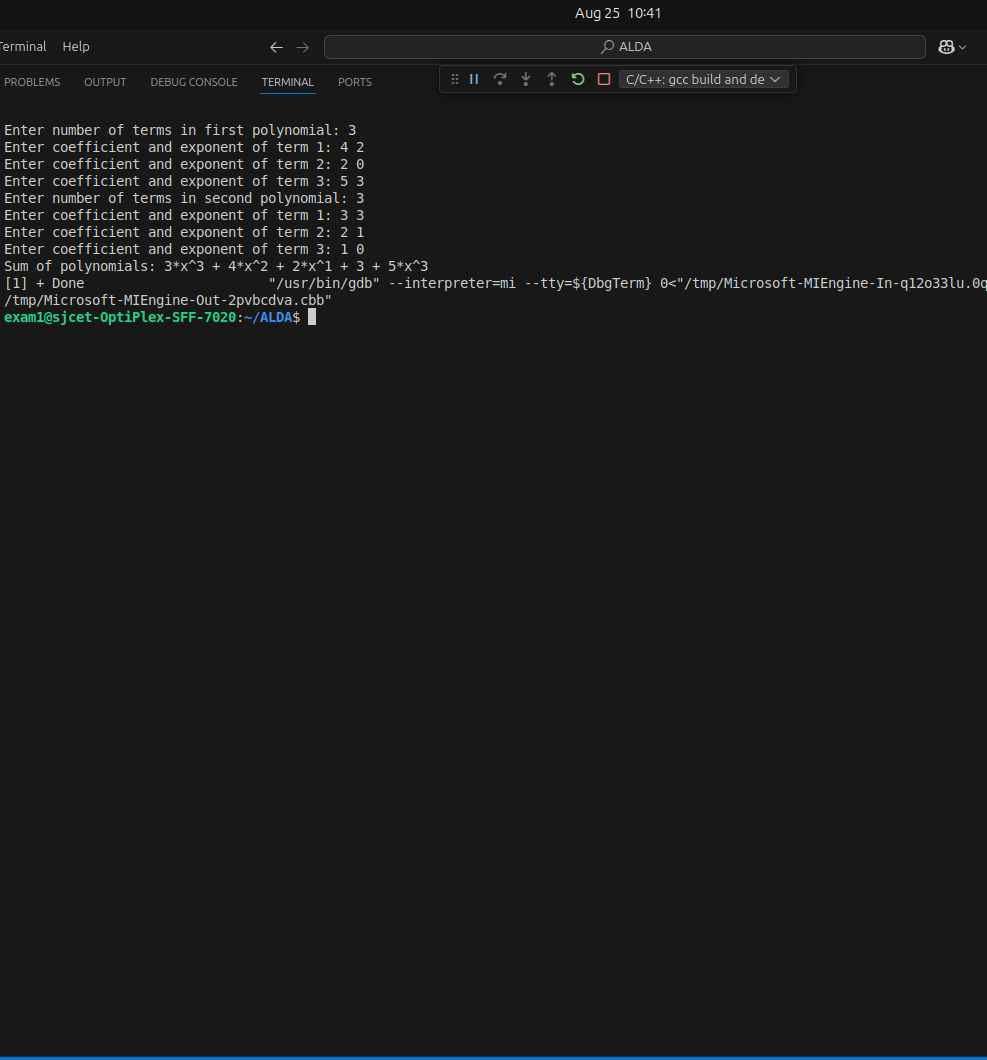 Aug 25 10:41
Terminal Help
ALDA
PROBLEMS OUTPUT DEBUG CONSOLE TERMINAL PORTS
C/C++: gcc build and de
Enter number of terms in first polynomial: 3
Enter coefficient and exponent of term 1: 4 2
Enter coefficient and exponent of term 2: 2 0
Enter coefficient and exponent of term 3: 5 3
Enter number of terms in second polynomial: 3
Enter coefficient and exponent of term 1: 3 3
Enter coefficient and exponent of term 2: 2 1
Enter coefficient and exponent of term 3: 1 0
Sum of polynomials: 3*x^3 + 4*x^2 + 2*x^1 + 3 + 5*x^3
[1] + Done "/usr/bin/gdb" --interpreter=mi --tty=${DbgTerm} 0<"/tmp/Microsoft-MIEngine-In-q12o33lu.0q
/tmp/Microsoft-MIEngine-Out-2pvbcdva.cbb"
exam1@sjcet-OptiPlex-SFF-7020:~/ALDA$